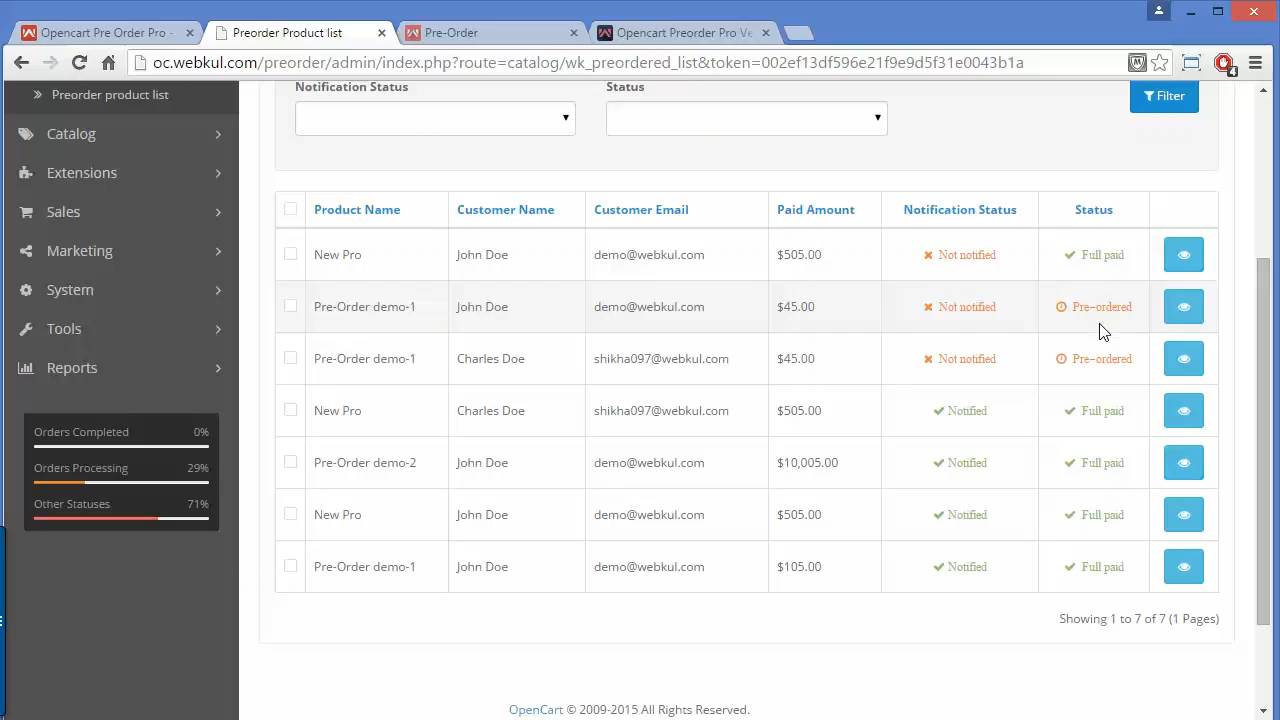 Opencart Pre Order Pro -
Preorder Product list
Pre-Order
Opencart Preorder Pro Ve
oc.webkul.com/preorder/admin/index.php?route=catalog/wk_preordered_list&token=002ef13df596e21f9e9d5f31f0043b1a
4
Preorder product list
Catalog
Extensions
Sales
Marketing
System
Tools
Reports
Orders Completed 0%
Orders Processing 29%
Other Statuses 71%
Notification Status Status
Filter
Product Name Customer Name Customer Email Paid Amount Notification Status Status
New Pro John Doe demo@webkul.com $505.00 Not notified Full paid
Pre-Order demo-1 John Doe demo@webkul.com $45.00 Not notified Pre-ordered
Pre-Order demo-1 Charles Doe shikha097@webkul.com $45.00 Not notified Pre-ordered
New Pro Charles Doe shikha097@webkul.com $505.00 Notified Full paid
Pre-Order demo-2 John Doe demo@webkul.com $10,005.00 Notified Full paid
New Pro John Doe demo@webkul.com $505.00 Notified Full paid
Pre-Order demo-1 John Doe demo@webkul.com $105.00 Notified Full paid
Showing 1 to 7 of 7 (1 Pages)
OpenCart © 2009-2015 All Rights Reserved.